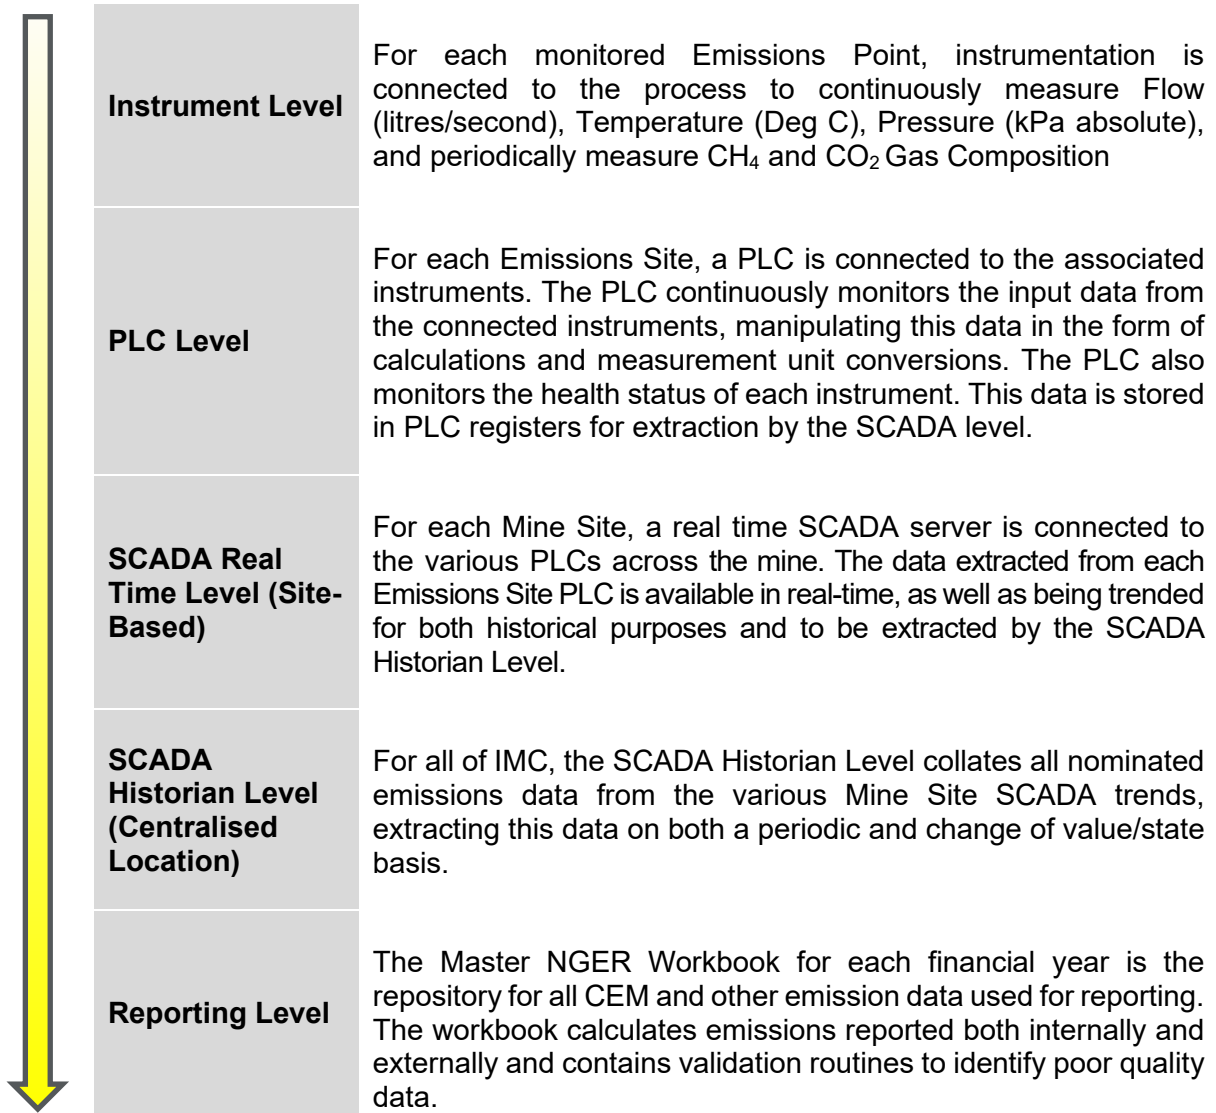 Instrument Level
For each monitored Emissions Point, instrumentation is
connected to the process to continuously measure Flow
(litres/second), Temperature (Deg C), Pressure (kPa absolute),
and periodically measure CH₄ and CO₂ Gas Composition
PLC Level
For each Emissions Site, a PLC is connected to the associated
instruments. The PLC continuously monitors the input data from
the connected instruments, manipulating this data in the form of
calculations and measurement unit conversions. The PLC also
monitors the health status of each instrument. This data is stored
in PLC registers for extraction by the SCADA level.
SCADA Real
Time Level (Site-
Based)
For each Mine Site, a real time SCADA server is connected to
the various PLCs across the mine. The data extracted from each
Emissions Site PLC is available in real-time, as well as being trended
for both historical purposes and to be extracted by the SCADA
Historian Level.
SCADA
Historian Level
(Centralised
Location)
For all of IMC, the SCADA Historian Level collates all nominated
emissions data from the various Mine Site SCADA trends,
extracting this data on both a periodic and change of value/state
basis.
Reporting Level
The Master NGER Workbook for each financial year is the
repository for all CEM and other emission data used for reporting.
The workbook calculates emissions reported both internally and
externally and contains validation routines to identify poor quality
data.